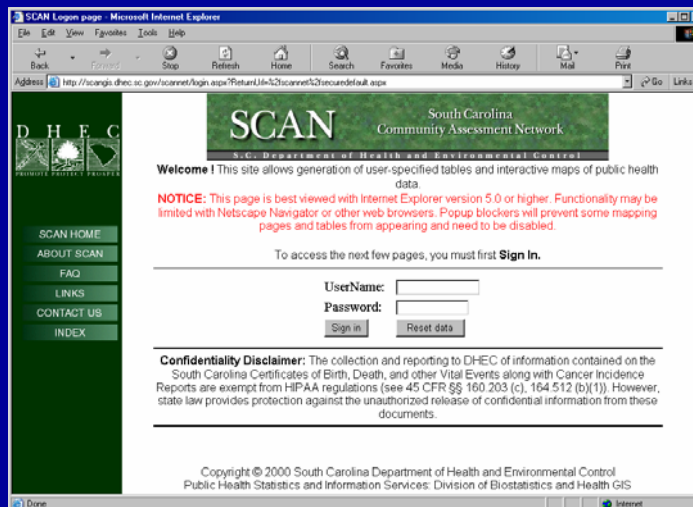 SCAN Logon page - Microsoft Internet Explorer
File Edit View Favorites Tools Help
Back Forward Stop Refresh Home Search Favorites Media History Mail Print
Address http://scangis.dhec.sc.gov/scannet/login.aspx?ReturnUrl=%2fscannet%2fsecuredefault.aspx Go Links
D H E C
PROMOTE PROTECT PROSPER
SCAN HOME
ABOUT SCAN
FAQ
LINKS
CONTACT US
INDEX
SCAN
South Carolina
Community Assessment Network
S.C. Department of Health and Environmental Control
Welcome ! This site allows generation of user-specified tables and interactive maps of public health
data.
NOTICE: This page is best viewed with Internet Explorer version 5.0 or higher. Functionality may be
limited with Netscape Navigator or other web browsers. Popup blockers will prevent some mapping
pages and tables from appearing and need to be disabled.
To access the next few pages, you must first Sign In.
UserName:
Password:
Sign in Reset data
Confidentiality Disclaimer: The collection and reporting to DHEC of information contained on the
South Carolina Certificates of Birth, Death, and other Vital Events along with Cancer Incidence
Reports are exempt from HIPAA regulations (see 45 CFR §§ 160.203 (c), 164.512 (b)(1)). However,
state law provides protection against the unauthorized release of confidential information from these
documents.
Copyright © 2000 South Carolina Department of Health and Environmental Control
Public Health Statistics and Information Services: Division of Biostatistics and Health GIS
Done Internet